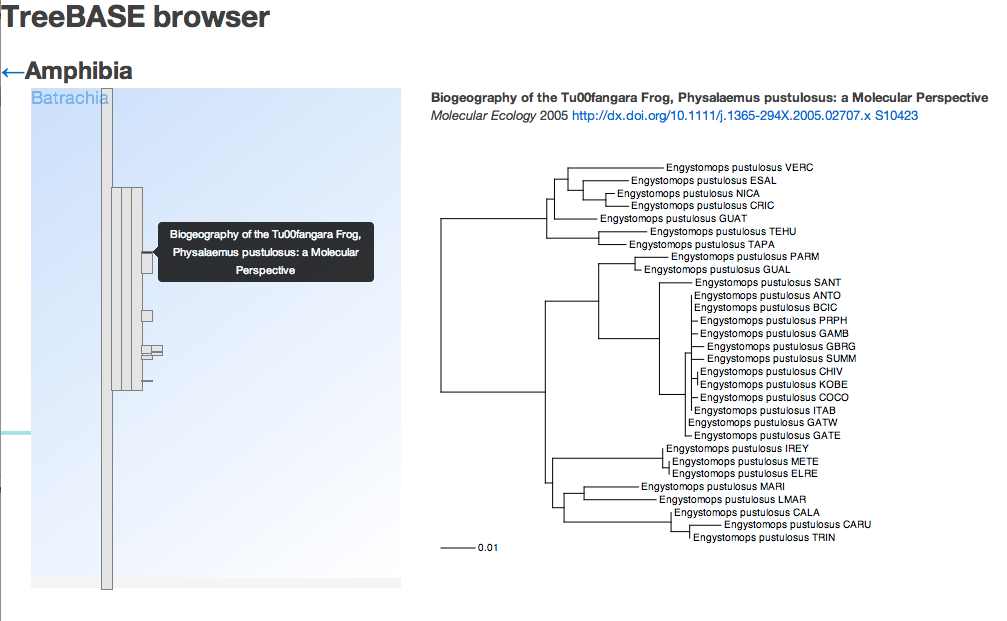 TreeBASE browser
←Amphibia
Batrachia
Biogeography of the Tu00fangara Frog,
Physalaemus pustulosus: a Molecular
Perspective
Biogeography of the Tu00fangara Frog, Physalaemus pustulosus: a Molecular Perspective
Molecular Ecology 2005 http://dx.doi.org/10.1111/j.1365-294X.2005.02707.x S10423
Engystomops pustulosus VERC
Engystomops pustulosus ESAL
Engystomops pustulosus NICA
Engystomops pustulosus CRIC
Engystomops pustulosus GUAT
Engystomops pustulosus TEHU
Engystomops pustulosus TAPA
Engystomops pustulosus PARM
Engystomops pustulosus GUAL
Engystomops pustulosus SANT
Engystomops pustulosus ANTO
Engystomops pustulosus BCIC
Engystomops pustulosus PRPH
Engystomops pustulosus GAMB
Engystomops pustulosus GBRG
Engystomops pustulosus SUMM
Engystomops pustulosus CHIV
Engystomops pustulosus KOBE
Engystomops pustulosus COCO
Engystomops pustulosus ITAB
Engystomops pustulosus GATW
Engystomops pustulosus GATE
Engystomops pustulosus IREY
Engystomops pustulosus METE
Engystomops pustulosus ELRE
Engystomops pustulosus MARI
Engystomops pustulosus LMAR
Engystomops pustulosus CALA
Engystomops pustulosus CARU
Engystomops pustulosus TRIN
0.01